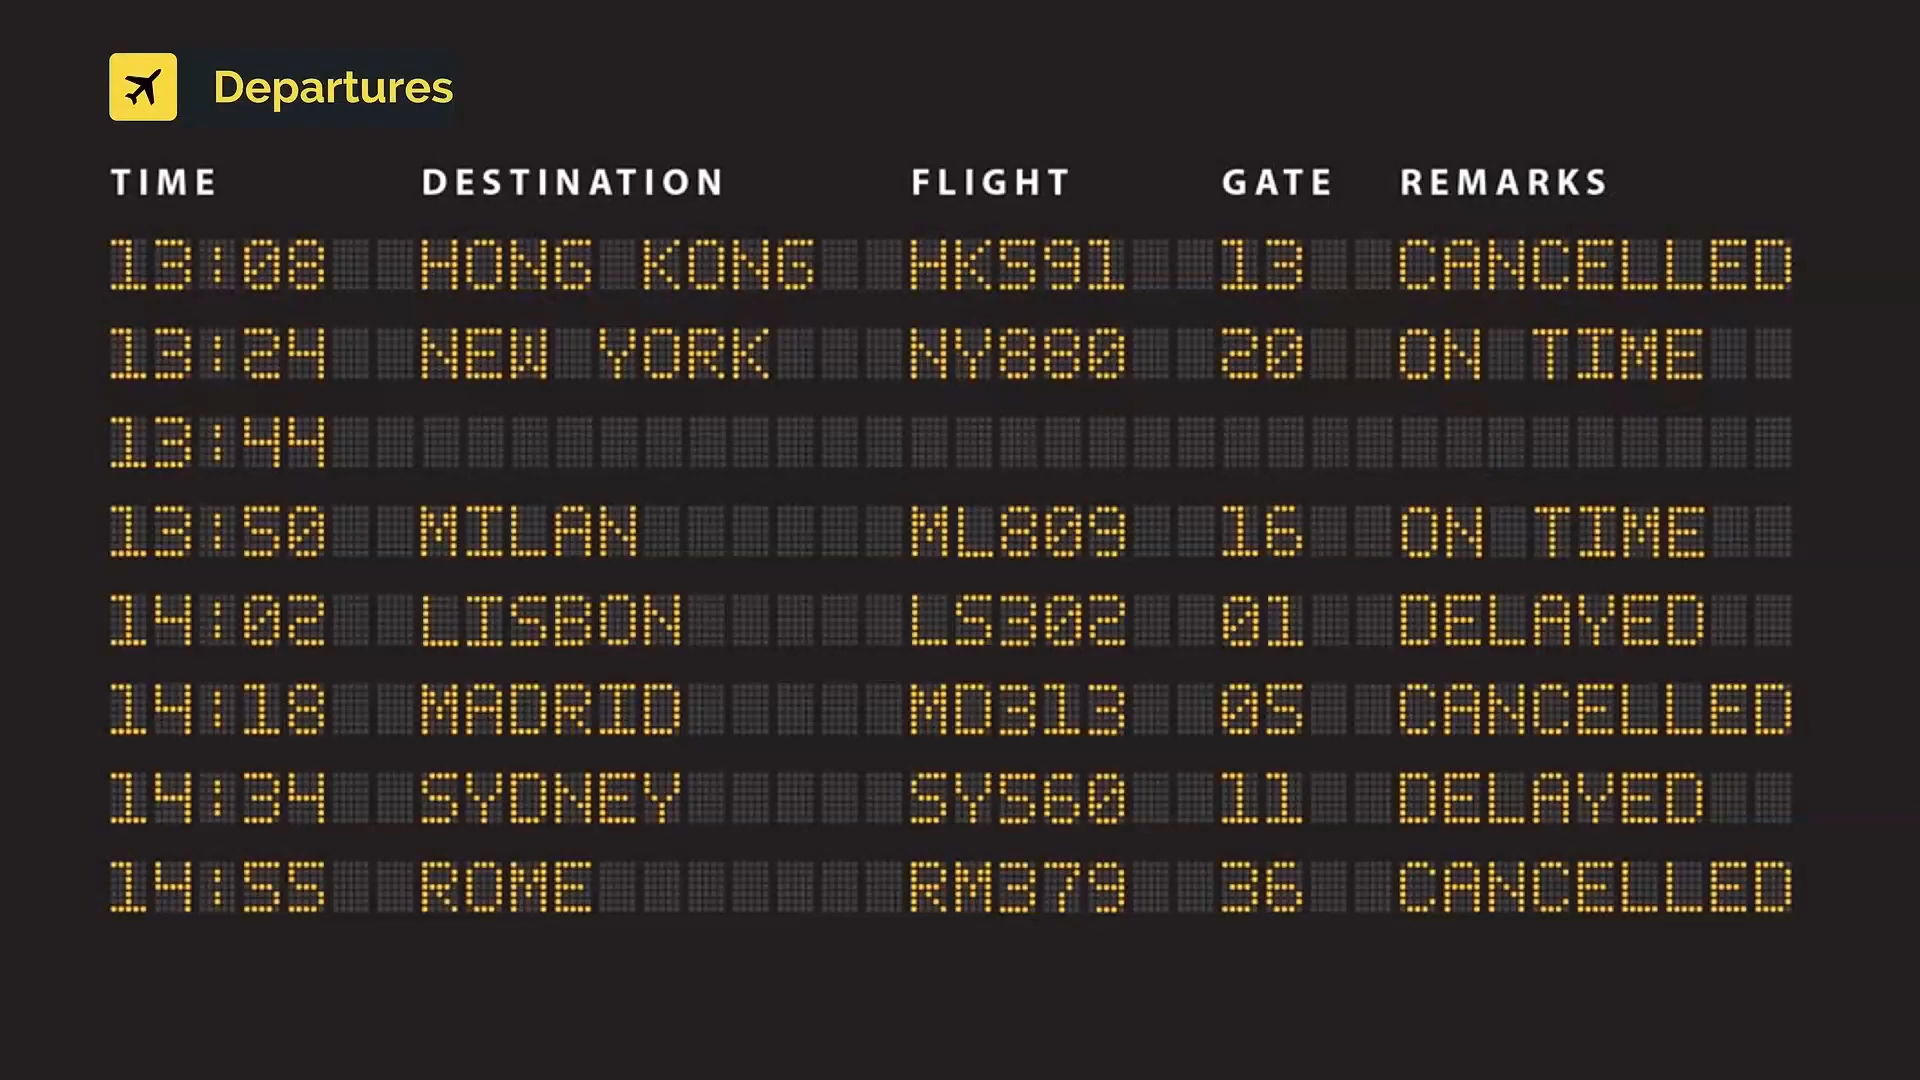 Departures
TIME DESTINATION FLIGHT GATE REMARKS
13:08 HONG KONG HK591 13 CANCELLED
13:24 NEW YORK NY880 20 ON TIME
13:44
13:50 MILAN ML809 16 ON TIME
14:02 LISBON LS302 01 DELAYED
14:18 MADRID MD313 05 CANCELLED
14:34 SYDNEY SY560 11 DELAYED
14:55 ROME RM379 36 CANCELLED